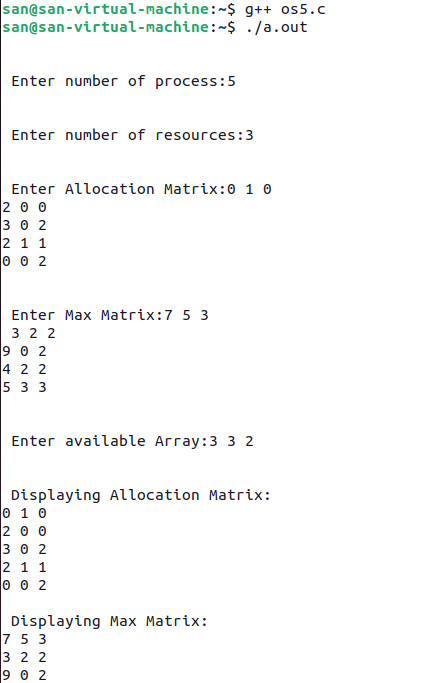 san@san-virtual-machine:~$ g++ os5.c
san@san-virtual-machine:~$ ./a.out
Enter number of process:5
Enter number of resources:3
Enter Allocation Matrix:0 1 0
2 0 0
3 0 2
2 1 1
0 0 2
Enter Max Matrix:7 5 3
3 2 2
9 0 2
4 2 2
5 3 3
Enter available Array:3 3 2
Displaying Allocation Matrix:
0 1 0
2 0 0
3 0 2
2 1 1
0 0 2
Displaying Max Matrix:
7 5 3
3 2 2
9 0 2